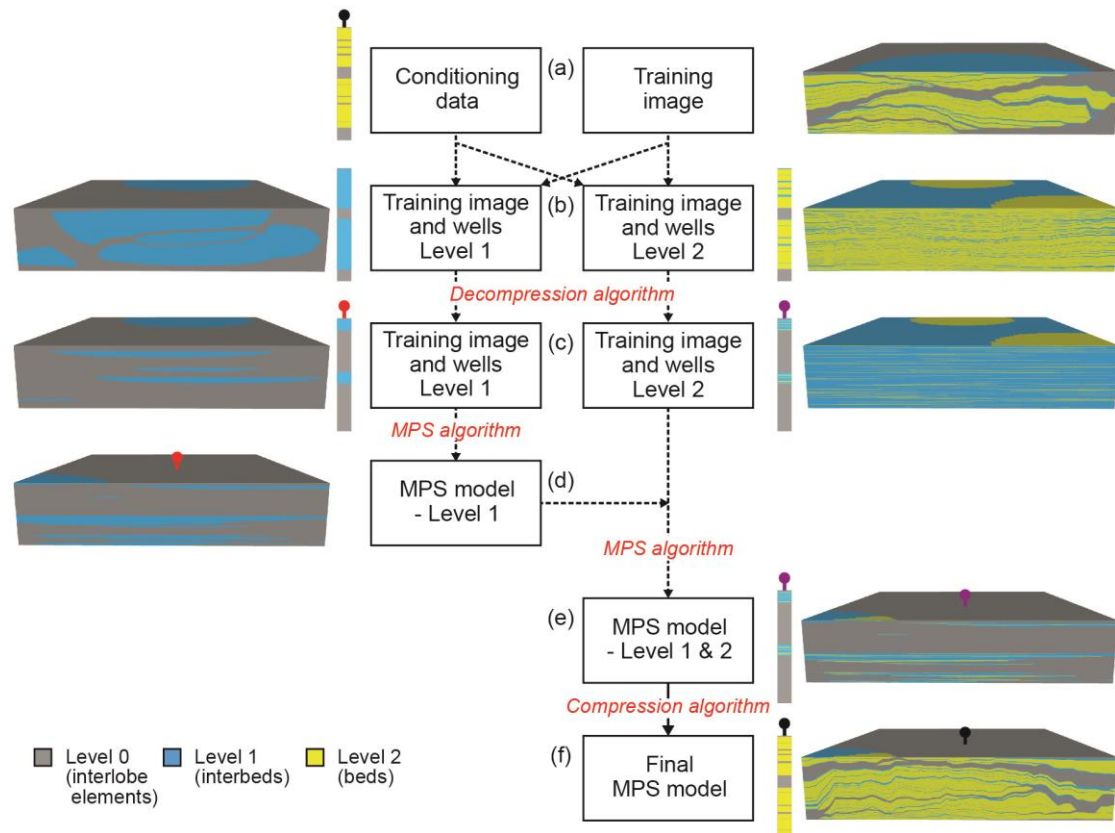 Conditioning
data
(a)
Training
image
Training image
and wells
Level 1
(b)
Training image
and wells
Level 2
Decompression algorithm
Training image
and wells
Level 1
(c)
Training image
and wells
Level 2
MPS algorithm
MPS model
- Level 1
(d)
MPS algorithm
(e)
MPS model
- Level 1 & 2
Compression algorithm
(f)
Final
MPS model
Level 0
(interlobe
elements)
Level 1
(interbeds)
Level 2
(beds)